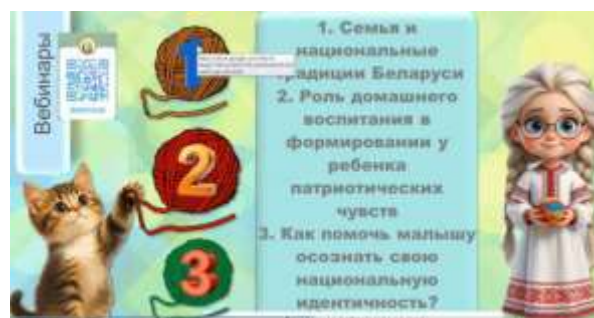 Вебинары
1
2
3
1. Семья и
национальные
традиции Беларуси
2. Роль домашнего
воспитания в
формировании у
ребенка
патриотических
чувств
3. Как помочь малышу
осознать свою
национальную
идентичность?